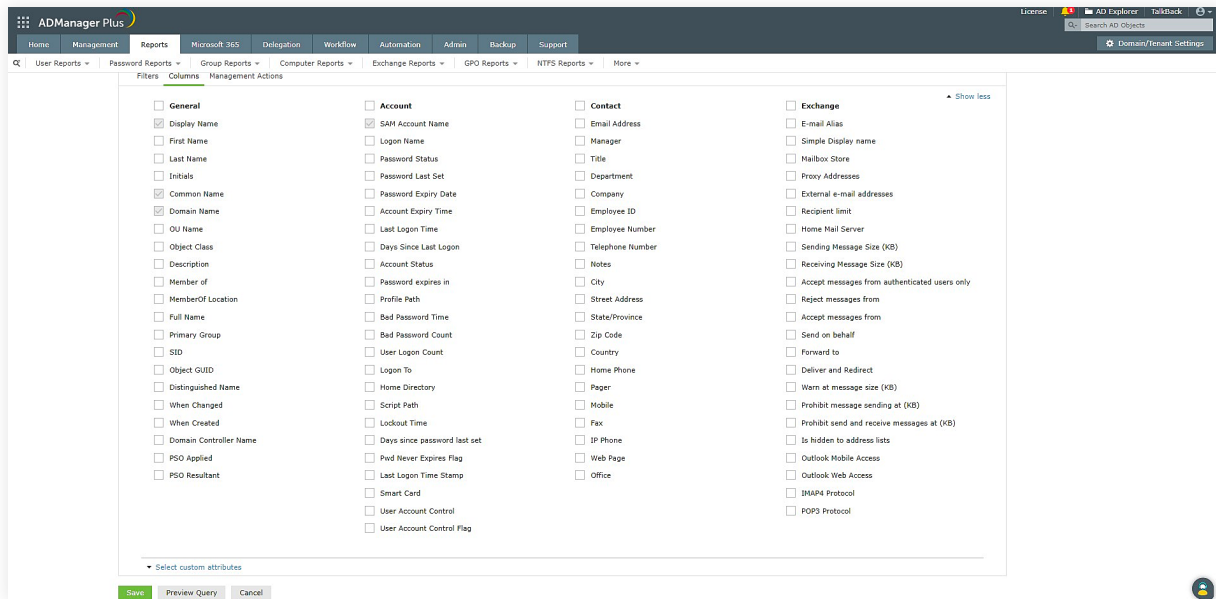 License AD Explorer TalkBack
ADManager Plus
Search AD Objects
Home Management Reports Microsoft 365 Delegation Workflow Automation Admin Backup Support
Domain/Tenant Settings
User Reports Password Reports Group Reports Computer Reports Exchange Reports GPO Reports NTFS Reports More
Filters Columns Management Actions
Show less
General Account Contact Exchange
Display Name SAM Account Name Email Address E-mail Alias
First Name Logon Name Manager Simple Display name
Last Name Password Status Title Mailbox Store
Initials Password Last Set Department Proxy Addresses
Common Name Password Expiry Date Company External e-mail addresses
Domain Name Account Expiry Time Employee ID Recipient limit
OU Name Last Logon Time Employee Number Home Mail Server
Object Class Days Since Last Logon Telephone Number Sending Message Size (KB)
Description Account Status Notes Receiving Message Size (KB)
Member of Password expires in City Accept messages from authenticated users only
MemberOf Location Profile Path Street Address Reject messages from
Full Name Bad Password Time State/Province Accept messages from
Primary Group Bad Password Count Zip Code Send on behalf
SID User Logon Count Country Forward to
Object GUID Logon To Home Phone Deliver and Redirect
Distinguished Name Home Directory Pager Warn at message size (KB)
When Changed Script Path Mobile Prohibit message sending at (KB)
When Created Lockout Time Fax Prohibit send and receive messages at (KB)
Domain Controller Name Days since password last set IP Phone Is hidden to address lists
PSO Applied Pwd Never Expires Flag Web Page Outlook Mobile Access
PSO Resultant Last Logon Time Stamp Office Outlook Web Access
Smart Card IMAP4 Protocol
User Account Control POP3 Protocol
User Account Control Flag
Select custom attributes
Save Preview Query Cancel